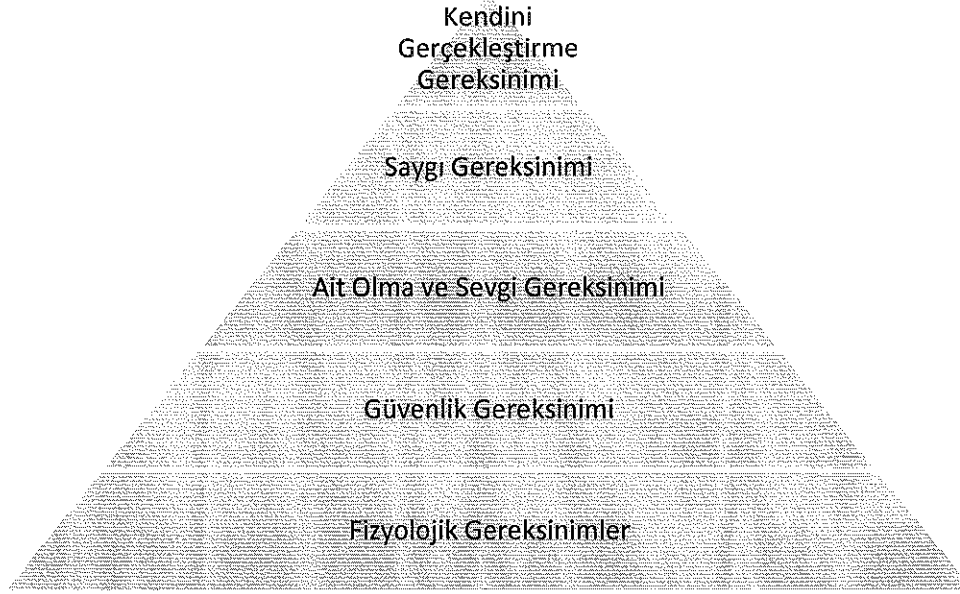 Kendini
Gerçekleştirme
Gereksinimi
Saygı Gereksinimi
Ait Olma ve Sevgi Gereksinimi
Güvenlik Gereksinimi
Fizyolojik Gereksinimler